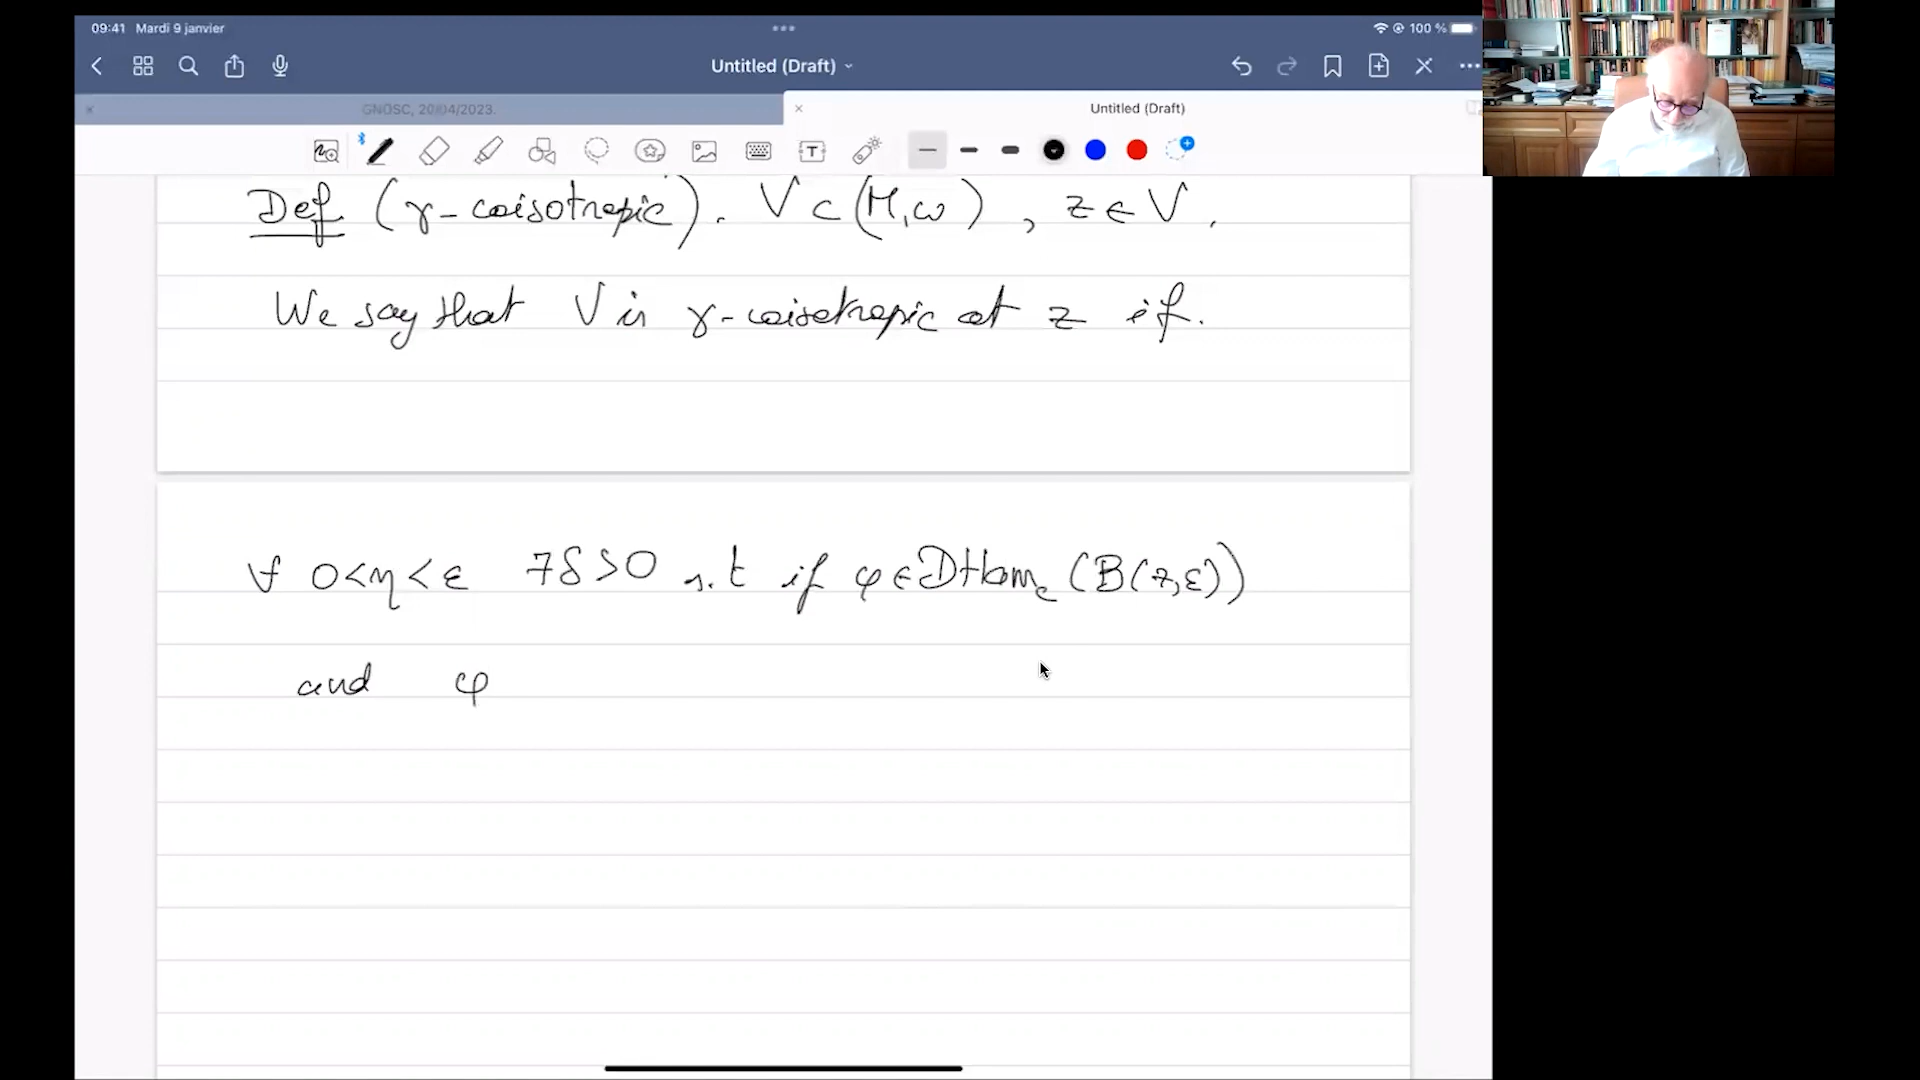 09:41 Mardi 9 janvier
100 %
Untitled (Draft)
Untitled (Draft)
Def (γ-coisotropic). V ⊂ (M,ω), z ∈ V.
We say that V is γ-coisotropic at z if.
∀ 0<η<ε ∃δ>0 s.t if φ∈DHam_c (B(z,ε))
and φ